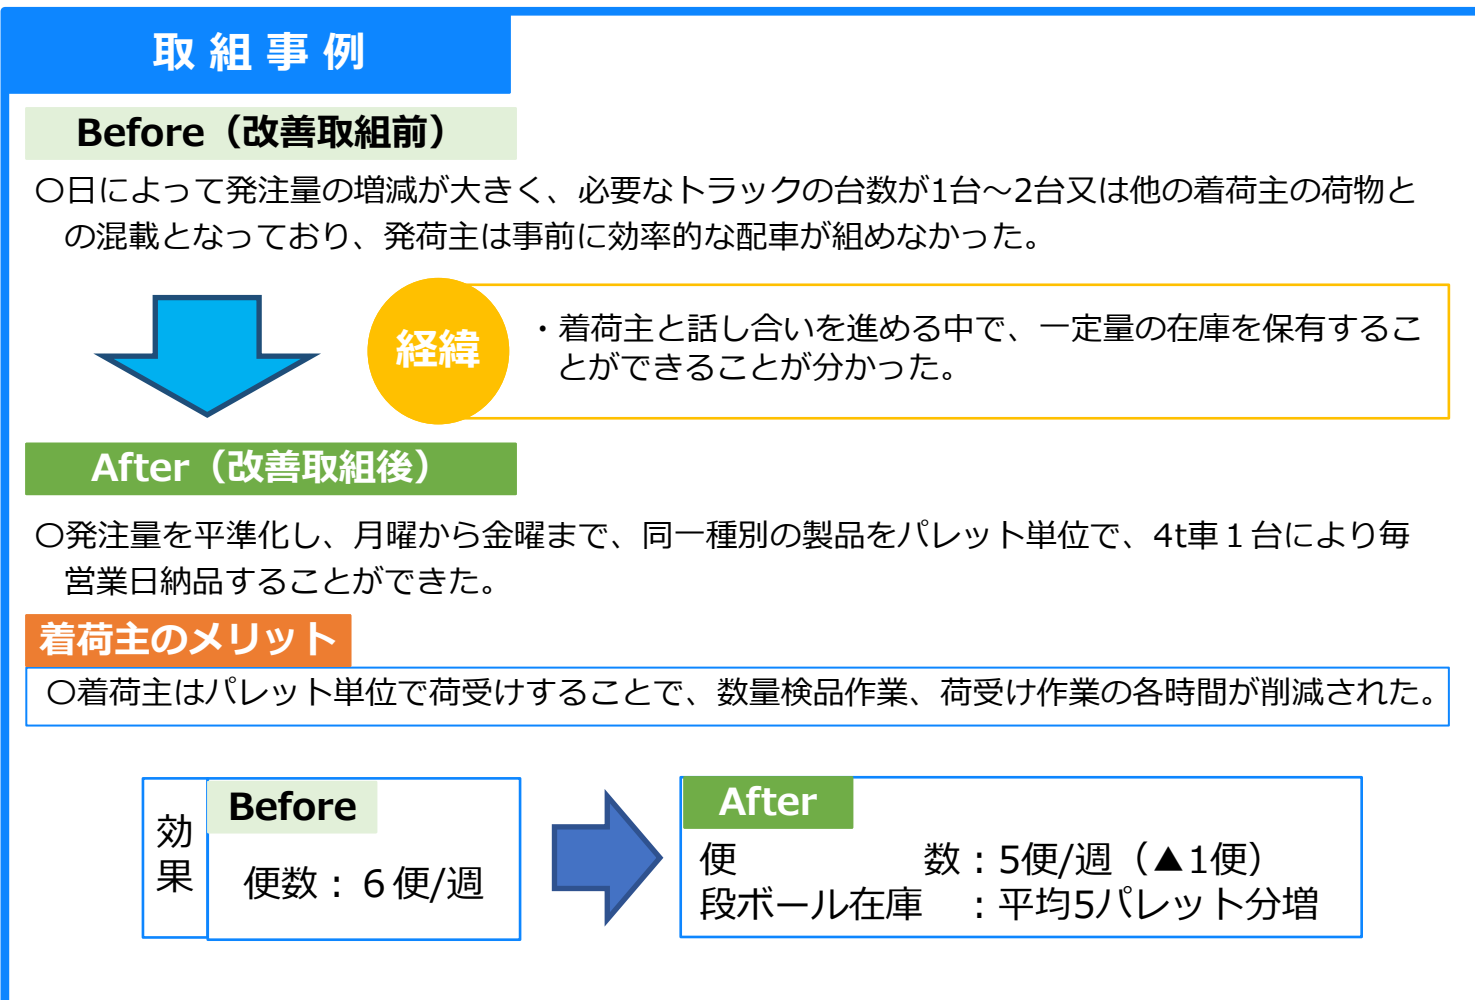 取組事例
Before（改善取組前）
〇日によって発注量の増減が大きく、必要なトラックの台数が1台～2台又は他の着荷主の荷物と
の混載となっており、発荷主は事前に効率的な配車が組めなかった。
経緯
・着荷主と話し合いを進める中で、一定量の在庫を保有するこ
とができることが分かった。
After（改善取組後）
〇発注量を平準化し、月曜から金曜まで、同一種別の製品をパレット単位で、4t車１台により毎
営業日納品することができた。
着荷主のメリット
〇着荷主はパレット単位で荷受けすることで、数量検品作業、荷受け作業の各時間が削減された。
効果
Before
便数：６便/週
After
便　　　　　数：5便/週（▲1便）
段ボール在庫　：平均5パレット分増